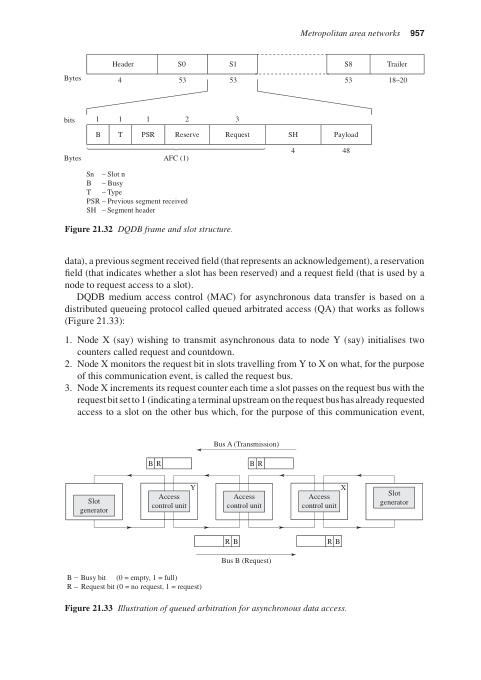 Metropolitan area networks 957
Header S0 S1 S8 Trailer
Bytes 4 53 53 53 18–20
bits 1 1 1 2 3
B T PSR Reserve Request SH Payload
4 48
Bytes AFC (1)
Sn – Slot n
B – Busy
T – Type
PSR – Previous segment received
SH – Segment header
Figure 21.32 DQDB frame and slot structure.
data), a previous segment received field (that represents an acknowledgement), a reservation
field (that indicates whether a slot has been reserved) and a request field (that is used by a
node to request access to a slot).
DQDB medium access control (MAC) for asynchronous data transfer is based on a
distributed queueing protocol called queued arbitrated access (QA) that works as follows
(Figure 21.33):
1. Node X (say) wishing to transmit asynchronous data to node Y (say) initialises two
counters called request and countdown.
2. Node X monitors the request bit in slots travelling from Y to X on what, for the purpose
of this communication event, is called the request bus.
3. Node X increments its request counter each time a slot passes on the request bus with the
request bit set to 1 (indicating a terminal upstream on the request bus has already requested
access to a slot on the other bus which, for the purpose of this communication event,
Bus A (Transmission)
B R B R
Y X
Slot
generator
Access
control unit
Access
control unit
Access
control unit
Slot
generator
R B R B
Bus B (Request)
B – Busy bit (0 = empty, 1 = full)
R – Request bit (0 = no request, 1 = request)
Figure 21.33 Illustration of queued arbitration for asynchronous data access.